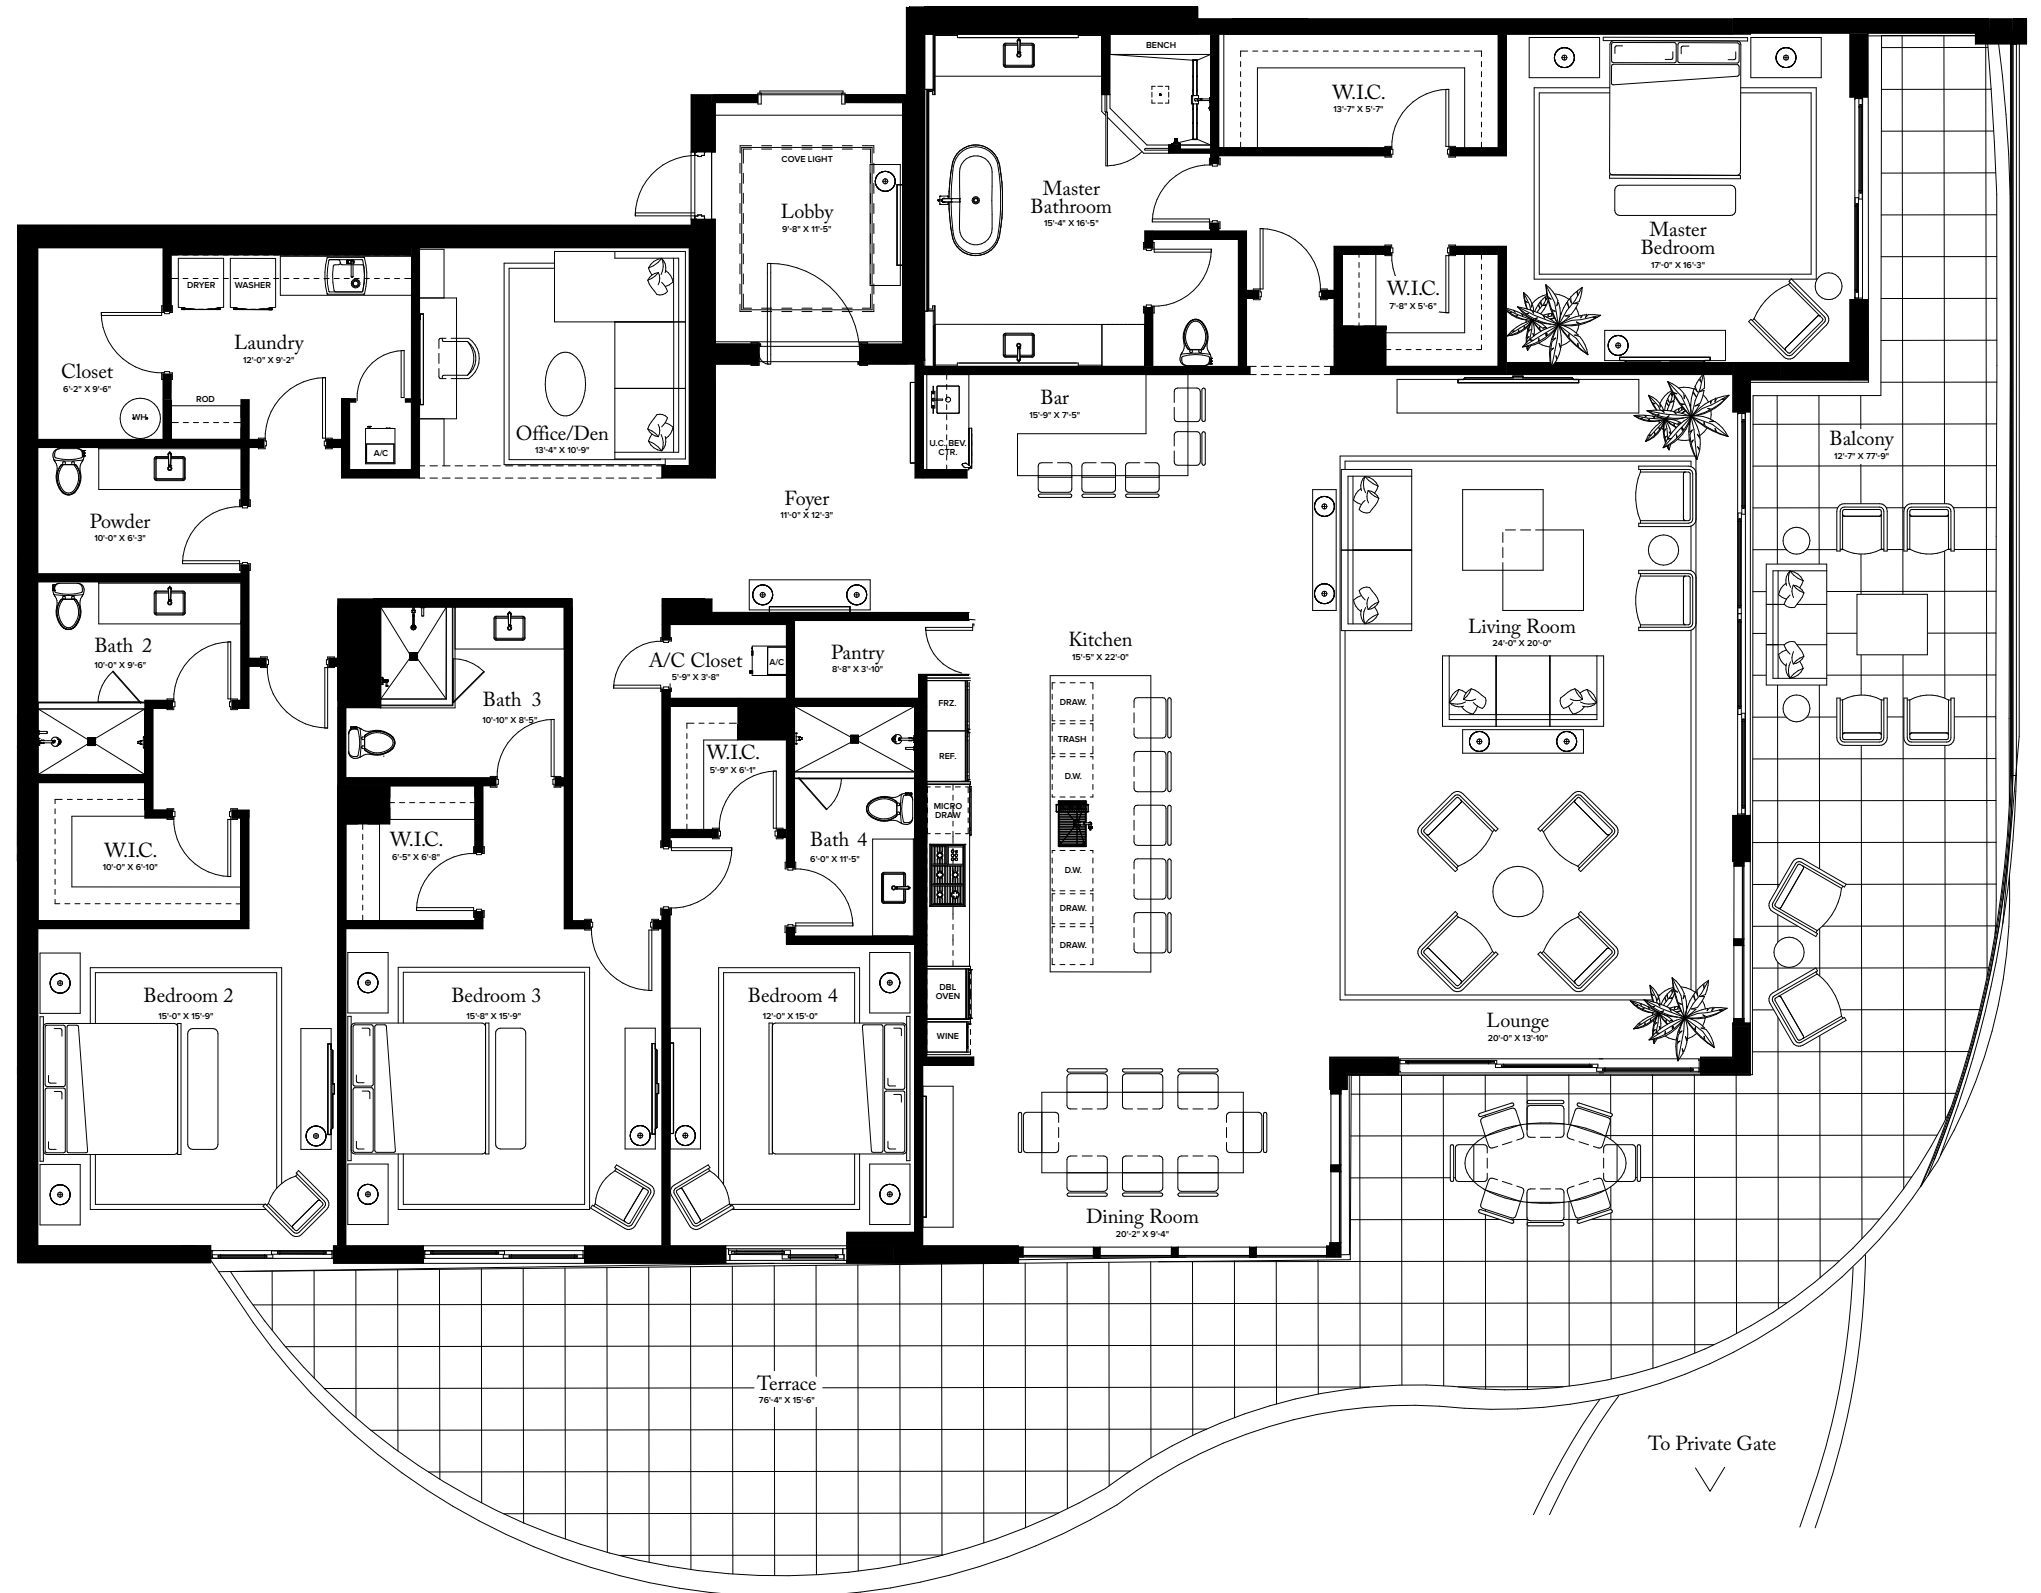 BENCH
W.I.C.
13'-7" X 5'-7"
COVE LIGHT
Lobby
9'-8" X 11'-5"
Master
Bathroom
15'-4" X 16'-5"
Master
Bedroom
17'-0" X 16'-3"
W.I.C.
7'-8" X 5'-6"
DRYER
WASHER
Laundry
12'-0" X 9'-2"
Closet
6'-2" X 9'-6"
WH
ROD
A/C
Office/Den
13'-4" X 10'-9"
Bar
15'-9" X 7'-5"
U.C. BEV.
CTR.
Balcony
12'-7" X 77'-9"
Powder
10'-0" X 6'-3"
Foyer
11'-0" X 12'-3"
Living Room
24'-0" X 20'-0"
Bath 2
10'-0" X 9'-6"
Bath 3
10'-10" X 8'-5"
A/C Closet
5'-9" X 3'-8"
A/C
Pantry
8'-8" X 3'-10"
Kitchen
15'-5" X 22'-0"
FRZ.
REF.
MICRO
DRAW
DBL
OVEN
WINE
DRAW.
TRASH
D.W.
D.W.
DRAW.
DRAW.
W.I.C.
5'-9" X 6'-1"
Bath 4
6'-0" X 11'-5"
W.I.C.
10'-0" X 6'-10"
W.I.C.
6'-5" X 6'-8"
Bedroom 2
15'-0" X 15'-9"
Bedroom 3
15'-8" X 15'-9"
Bedroom 4
12'-0" X 15'-0"
Lounge
20'-0" X 13'-10"
Dining Room
20'-2" X 9'-4"
Terrace
76'-4" X 15'-6"
To Private Gate